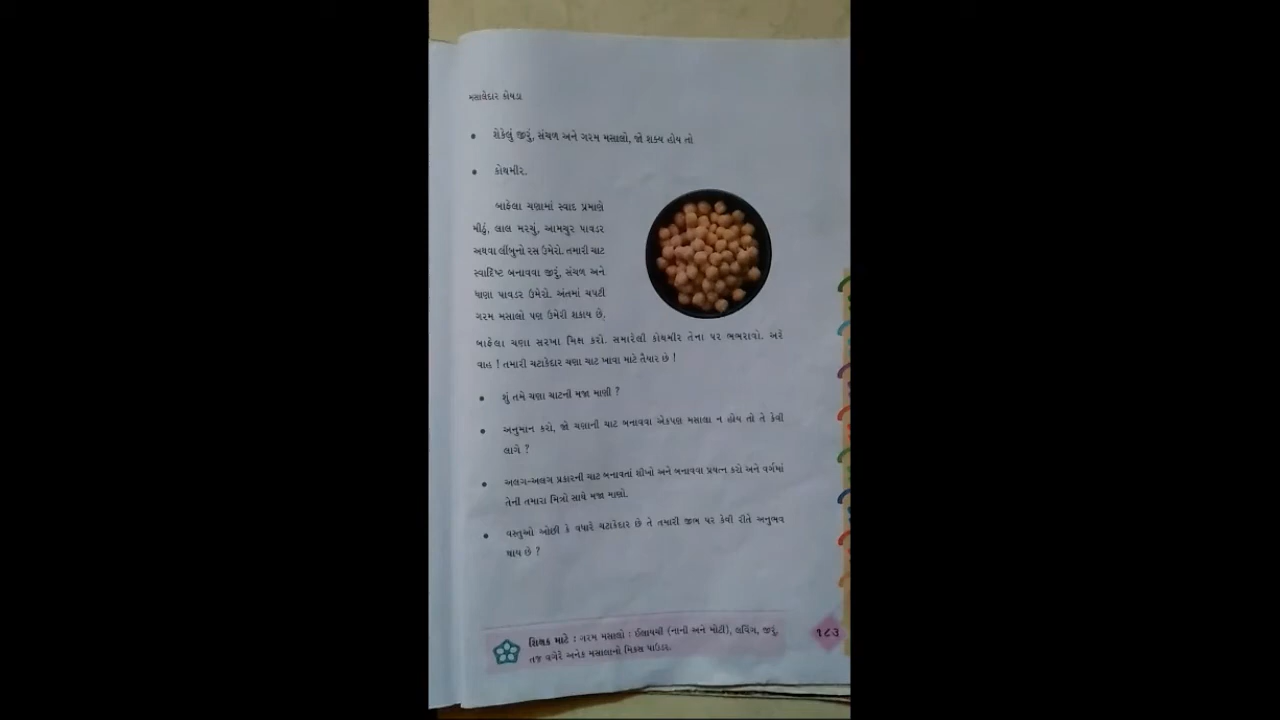 મસાલેદાર કોયડા
• શેકેલું જીરું, સંચળ અને ગરમ મસાલો, જો શક્ય હોય તો
• કોથમીર.
બાફેલા ચણામાં સ્વાદ પ્રમાણે
મીઠું, લાલ મરચું, આમચુર પાવડર
અથવા લીંબુનો રસ ઉમેરો. તમારી ચાટ
સ્વાદિષ્ટ બનાવવા જીરું, સંચળ અને
ધાણા પાવડર ઉમેરો. અંતમાં ચપટી
ગરમ મસાલો પણ ઉમેરી શકાય છે.
બાફેલા ચણા સરખા મિક્ષ કરો. સમારેલી કોથમીર તેના પર ભભરાવો. અરે
વાહ ! તમારી ચટાકેદાર ચણા ચાટ ખાવા માટે તૈયાર છે !
• શું તમે ચણા ચાટની મજા માણી ?
• અનુમાન કરો, જો ચણાની ચાટ બનાવવા એકપણ મસાલા ન હોય તો તે કેવી
લાગે ?
• અલગ-અલગ પ્રકારની ચાટ બનાવતાં શીખો અને બનાવવા પ્રયત્ન કરો અને વર્ગમાં
તેની તમારા મિત્રો સાથે મજા માણો.
• વસ્તુઓ ઓછી કે વધારે ચટાકેદાર છે તે તમારી જીભ પર કેવી રીતે અનુભવ
થાય છે ?
શિક્ષક માટે : ગરમ મસાલો : ઈલાયચી (નાની અને મોટી), લવિંગ, જીરું,
તજ વગેરે અનેક મસાલાનો મિક્સ પાઉડર.
૧૮૩